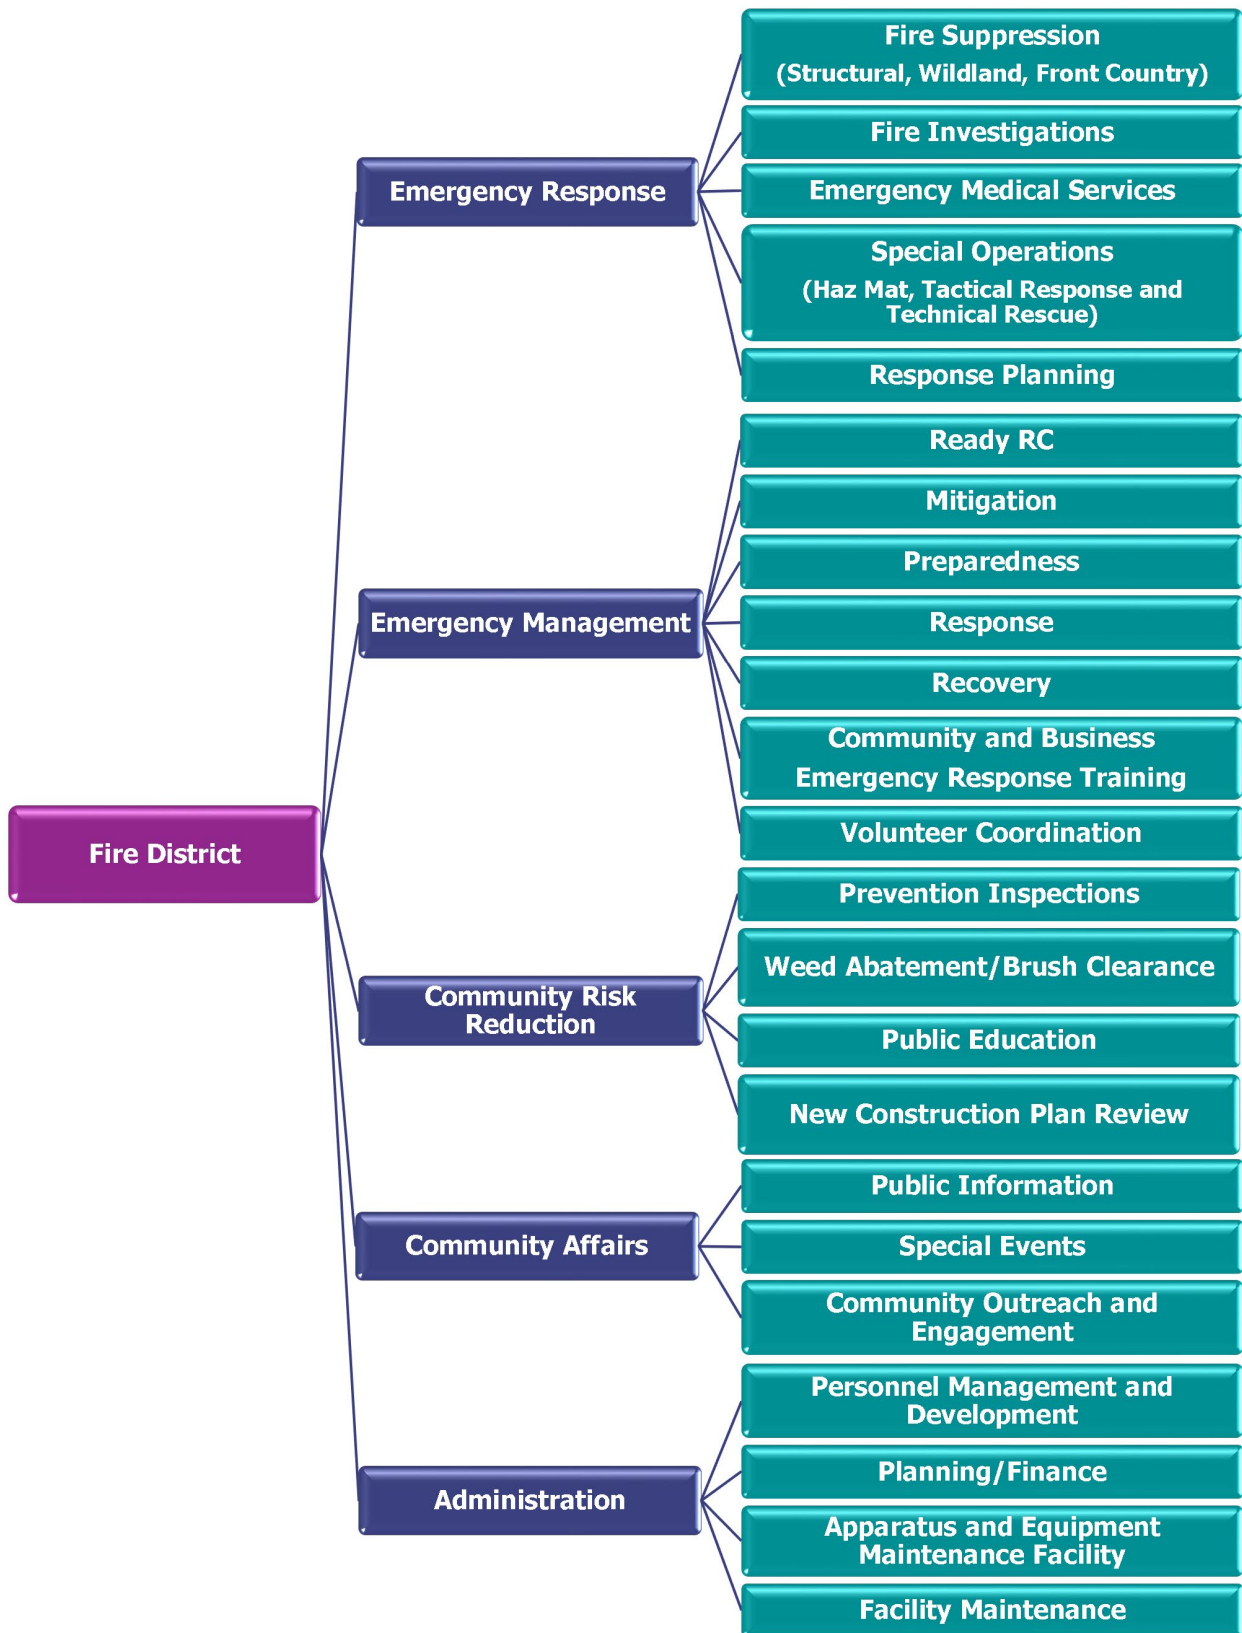 Fire District
Emergency Response
Fire Suppression
(Structural, Wildland, Front Country)
Fire Investigations
Emergency Medical Services
Special Operations
(Haz Mat, Tactical Response and
Technical Rescue)
Response Planning
Emergency Management
Ready RC
Mitigation
Preparedness
Response
Recovery
Community and Business
Emergency Response Training
Volunteer Coordination
Community Risk
Reduction
Prevention Inspections
Weed Abatement/Brush Clearance
Public Education
New Construction Plan Review
Community Affairs
Public Information
Special Events
Community Outreach and
Engagement
Administration
Personnel Management and
Development
Planning/Finance
Apparatus and Equipment
Maintenance Facility
Facility Maintenance